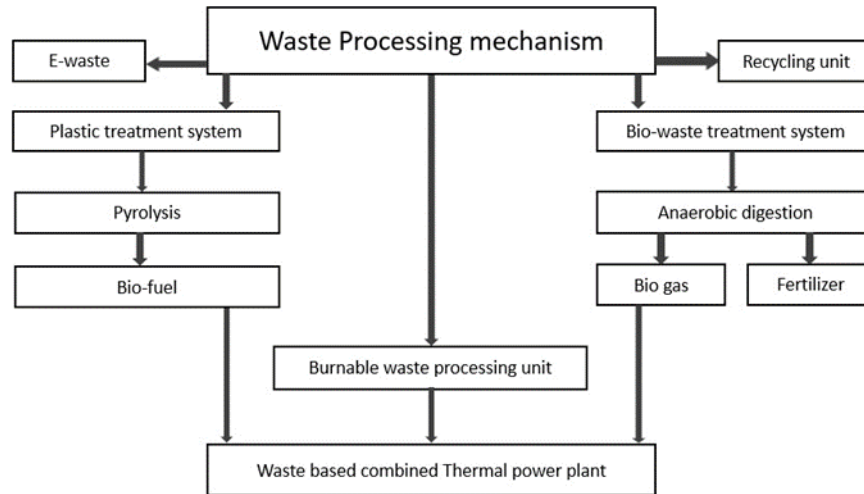 Waste Processing mechanism
E-waste
Recycling unit
Plastic treatment system
Bio-waste treatment system
Pyrolysis
Anaerobic digestion
Bio-fuel
Bio gas
Fertilizer
Burnable waste processing unit
Waste based combined Thermal power plant